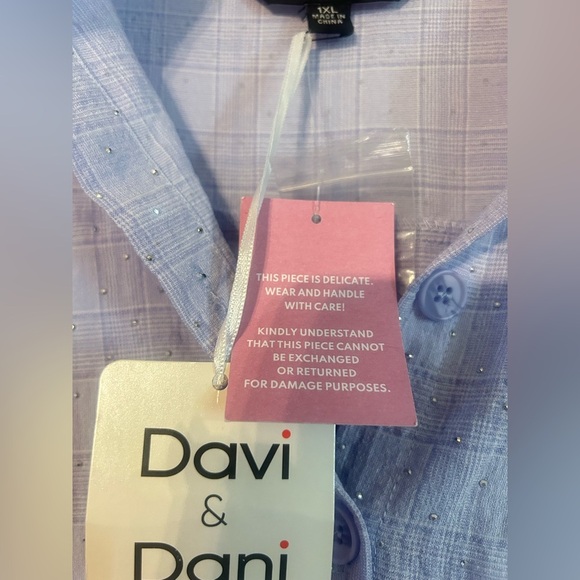 1XL
MADE IN
CHINA
THIS PIECE IS DELICATE.
WEAR AND HANDLE
WITH CARE!
KINDLY UNDERSTAND
THAT THIS PIECE CANNOT
BE EXCHANGED
OR RETURNED
FOR DAMAGE PURPOSES.
Davi
&
Dani